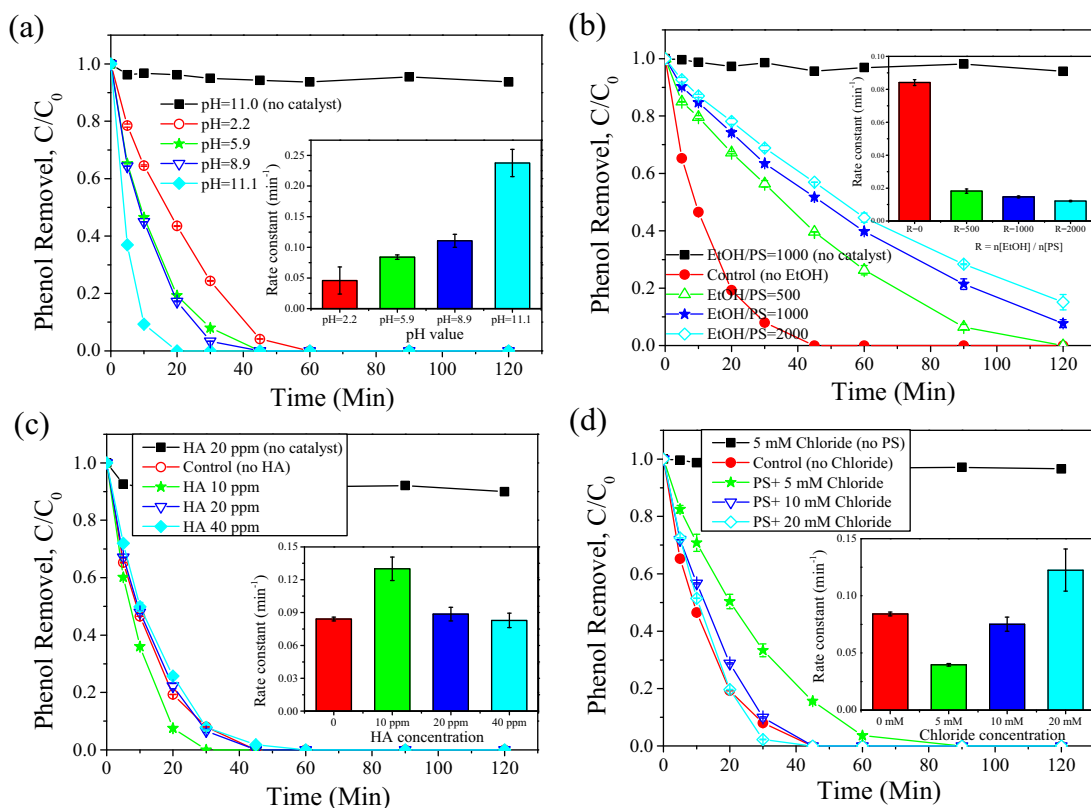 (a)
Phenol Removel, C/C0
1.0
0.8
0.6
0.4
0.2
0.0
0 20 40 60 80 100 120
Time (Min)
pH=11.0 (no catalyst)
pH=2.2
pH=5.9
pH=8.9
pH=11.1
Rate constant (min-1)
0.25
0.20
0.15
0.10
0.05
0.00
pH=2.2 pH=5.9 pH=8.9 pH=11.1
pH value
(b)
Phenol Removel, C/C0
1.0
0.8
0.6
0.4
0.2
0.0
0 20 40 60 80 100 120
Time (Min)
EtOH/PS=1000 (no catalyst)
Control (no EtOH)
EtOH/PS=500
EtOH/PS=1000
EtOH/PS=2000
Rate constant (min-1)
0.10
0.08
0.06
0.04
0.02
0.00
R=0 R=500 R=1000 R=2000
R = n[EtOH] / n[PS]
(c)
Phenol Removel, C/C0
1.0
0.8
0.6
0.4
0.2
0.0
0 20 40 60 80 100 120
Time (Min)
HA 20 ppm (no catalyst)
Control (no HA)
HA 10 ppm
HA 20 ppm
HA 40 ppm
Rate constant (min-1)
0.15
0.12
0.09
0.06
0.03
0.00
0 10 ppm 20 ppm 40 ppm
HA concentration
(d)
Phenol Removel, C/C0
1.0
0.8
0.6
0.4
0.2
0.0
0 20 40 60 80 100 120
Time (Min)
5 mM Chloride (no PS)
Control (no Chloride)
PS+ 5 mM Chloride
PS+ 10 mM Chloride
PS+ 20 mM Chloride
Rate constant (min-1)
0.15
0.10
0.05
0.00
0 mM 5 mM 10 mM 20 mM
Chloride concentration